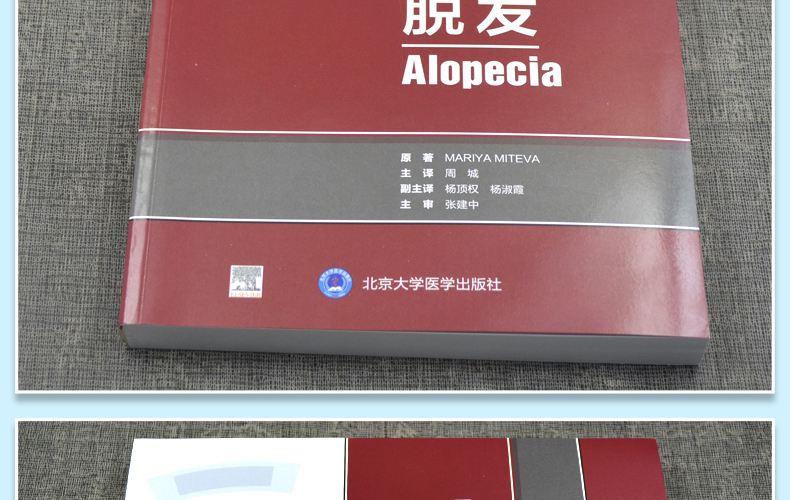 脱发
Alopecia
原 著 MARIYA MITEVA
主 译 周 城
副主译 杨顶权 杨淑霞
主 审 张建中
ELSEVIER
北京大学医学出版社